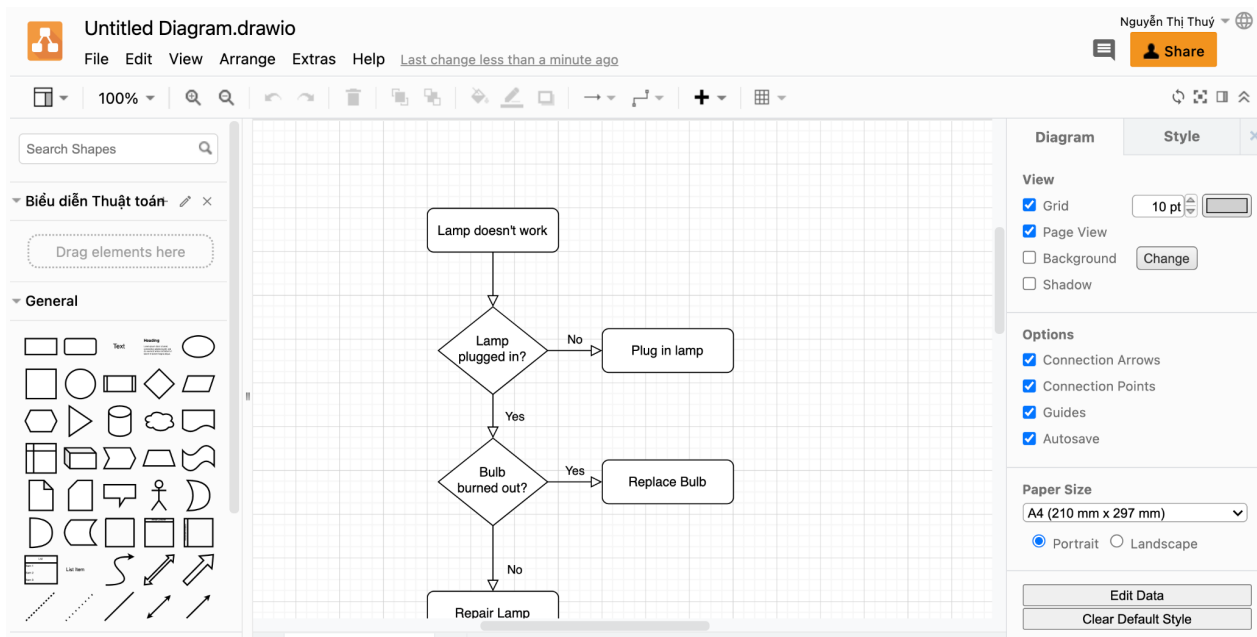 Untitled Diagram.drawio
Nguyễn Thị Thuý
File Edit View Arrange Extras Help Last change less than a minute ago
Share
100%
Search Shapes
Biểu diễn Thuật toán
Drag elements here
General
Text
Heading
List Item
Lamp doesn't work
Lamp
plugged in?
No
Plug in lamp
Yes
Bulb
burned out?
Yes
Replace Bulb
No
Repair Lamp
Diagram Style
View
Grid 10 pt
Page View
Background Change
Shadow
Options
Connection Arrows
Connection Points
Guides
Autosave
Paper Size
A4 (210 mm x 297 mm)
Portrait Landscape
Edit Data
Clear Default Style